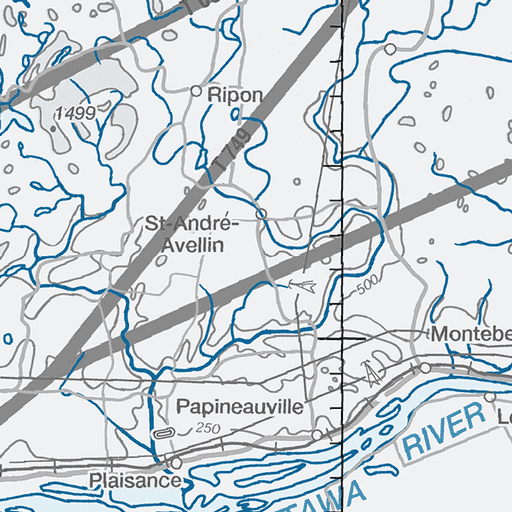 Ripon
1499
T 749
St-André-
Avellin
500
Montebe
Papineauville
250
Plaisance
RIVER
TAWA